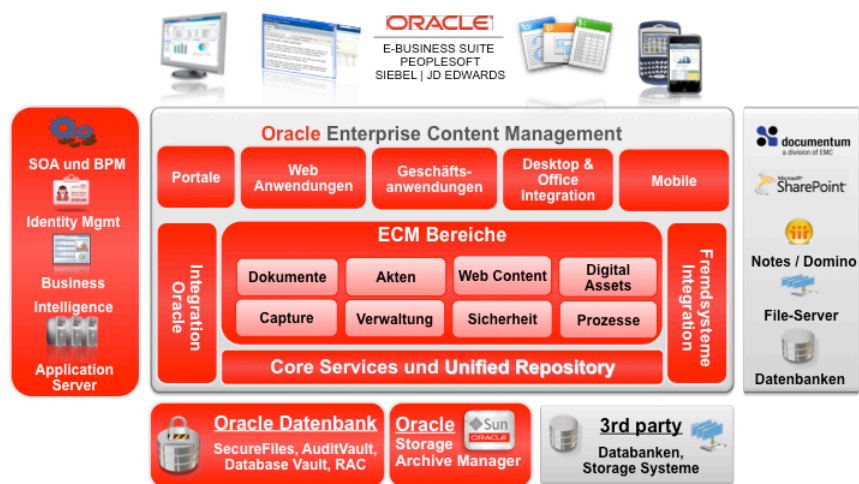 ORACLE
E-BUSINESS SUITE
PEOPLESOFT
SIEBEL | JD EDWARDS
Oracle Enterprise Content Management
Portale
Web
Anwendungen
Geschäfts-
anwendungen
Desktop &
Office
Integration
Mobile
SOA und BPM
Identity Mgmt
Business
Intelligence
Application
Server
Integration
Oracle
ECM Bereiche
Dokumente
Akten
Web Content
Digital
Assets
Capture
Verwaltung
Sicherheit
Prozesse
Fremdsysteme
Integration
Core Services und Unified Repository
documentum
a division of EMC
Microsoft
SharePoint
Notes / Domino
File-Server
Datenbanken
Oracle Datenbank
SecureFiles, AuditVault,
Database Vault, RAC
Oracle
Storage
Archive Manager
Sun
ORACLE
3rd party
Databanken,
Storage Systeme